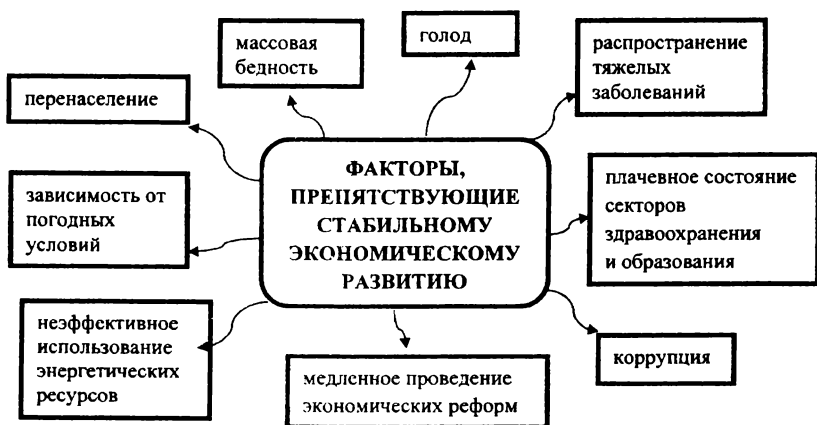 массовая
бедность
голод
распространение
тяжелых
заболеваний
перенаселение
ФАКТОРЫ,
ПРЕПЯТСТВУЮЩИЕ
СТАБИЛЬНОМУ
ЭКОНОМИЧЕСКОМУ
РАЗВИТИЮ
зависимость от
погодных
условий
плачевное состояние
секторов
здравоохранения
и образования
неэффективное
использование
энергетических
ресурсов
медленное проведение
экономических реформ
коррупция